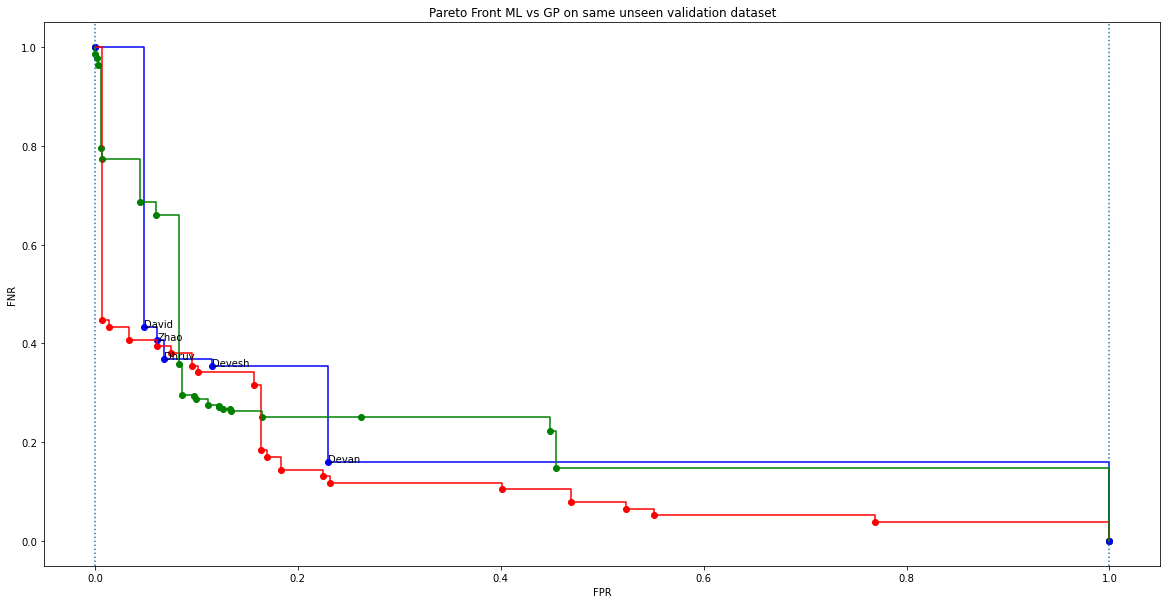 Pareto Front ML vs GP on same unseen validation dataset
1.0
0.8
0.6
FNR
David
Zhao
0.4
Dhruv
Devesh
0.2
Devan
0.0
0.0
0.2
0.4
0.6
0.8
1.0
FPR